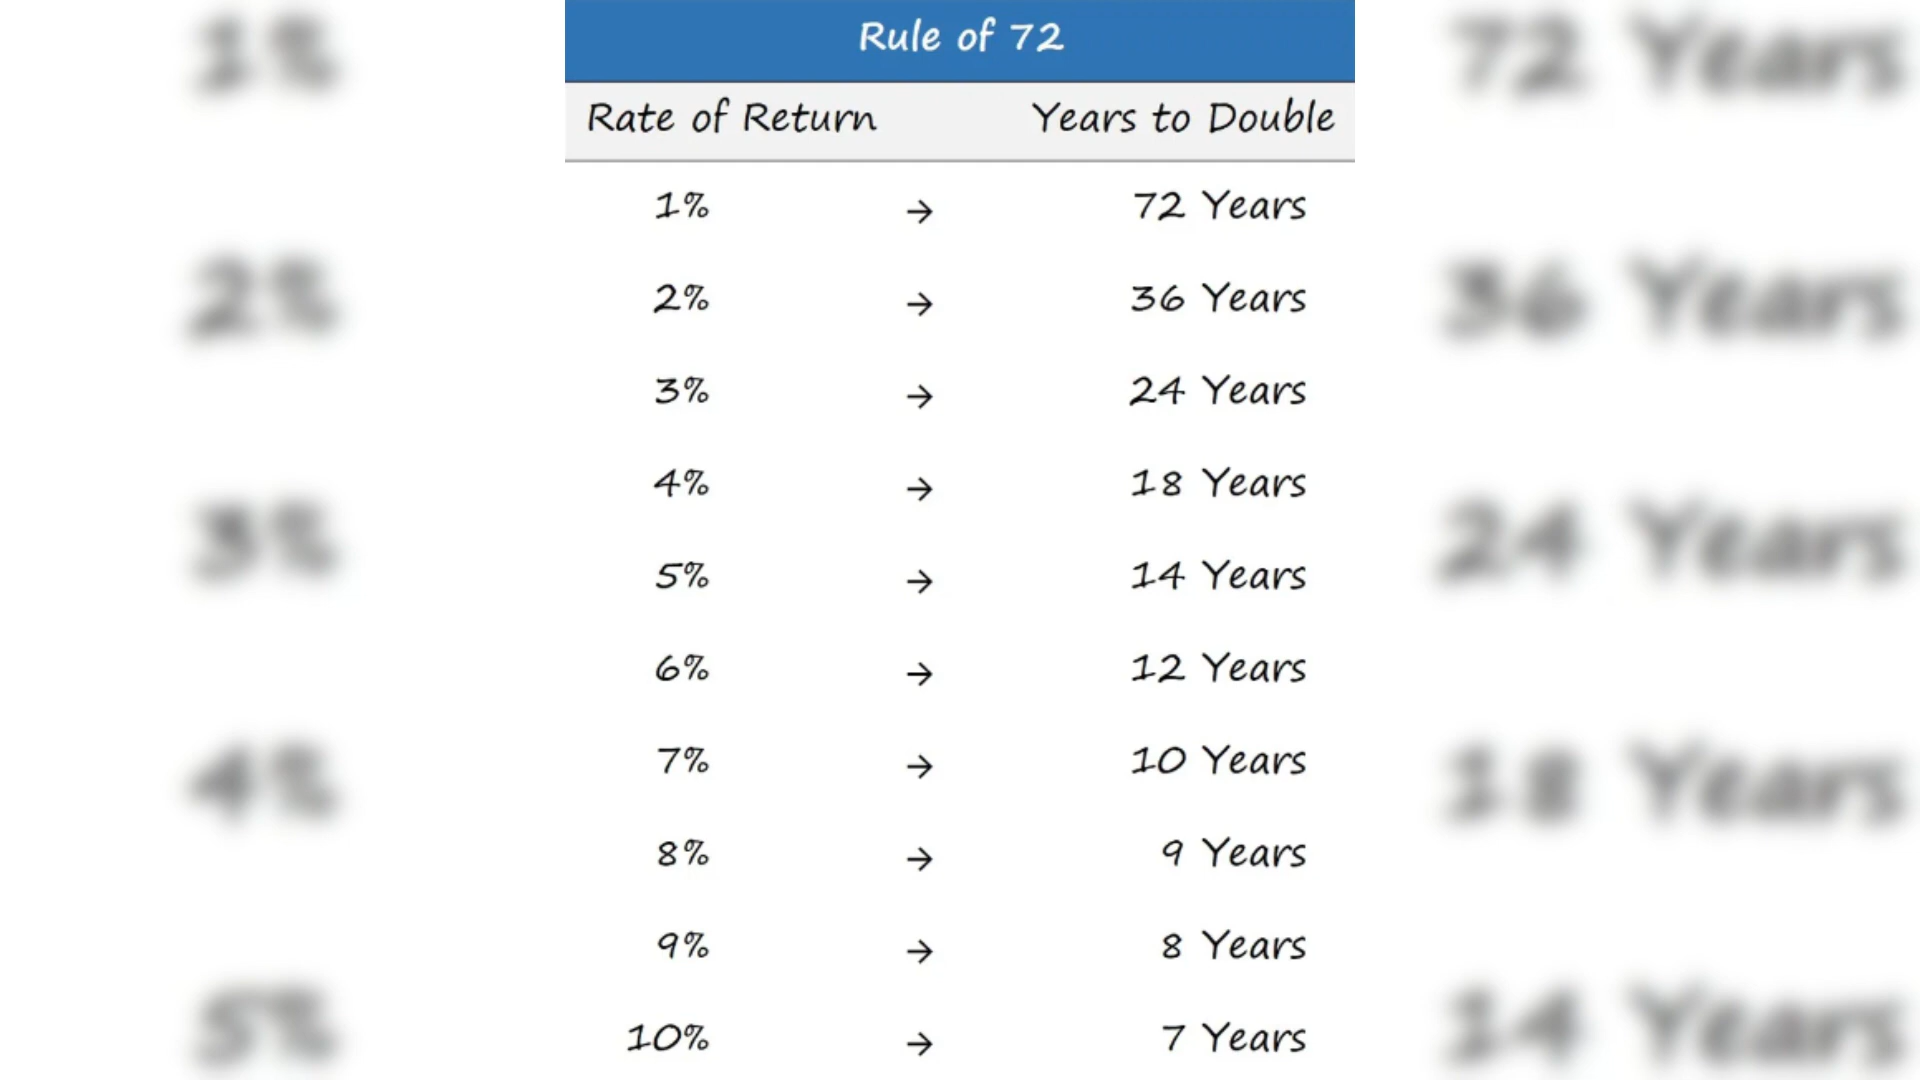 Rule of 72
Rate of Return Years to Double
1% → 72 Years
2% → 36 Years
3% → 24 Years
4% → 18 Years
5% → 14 Years
6% → 12 Years
7% → 10 Years
8% → 9 Years
9% → 8 Years
10% → 7 Years